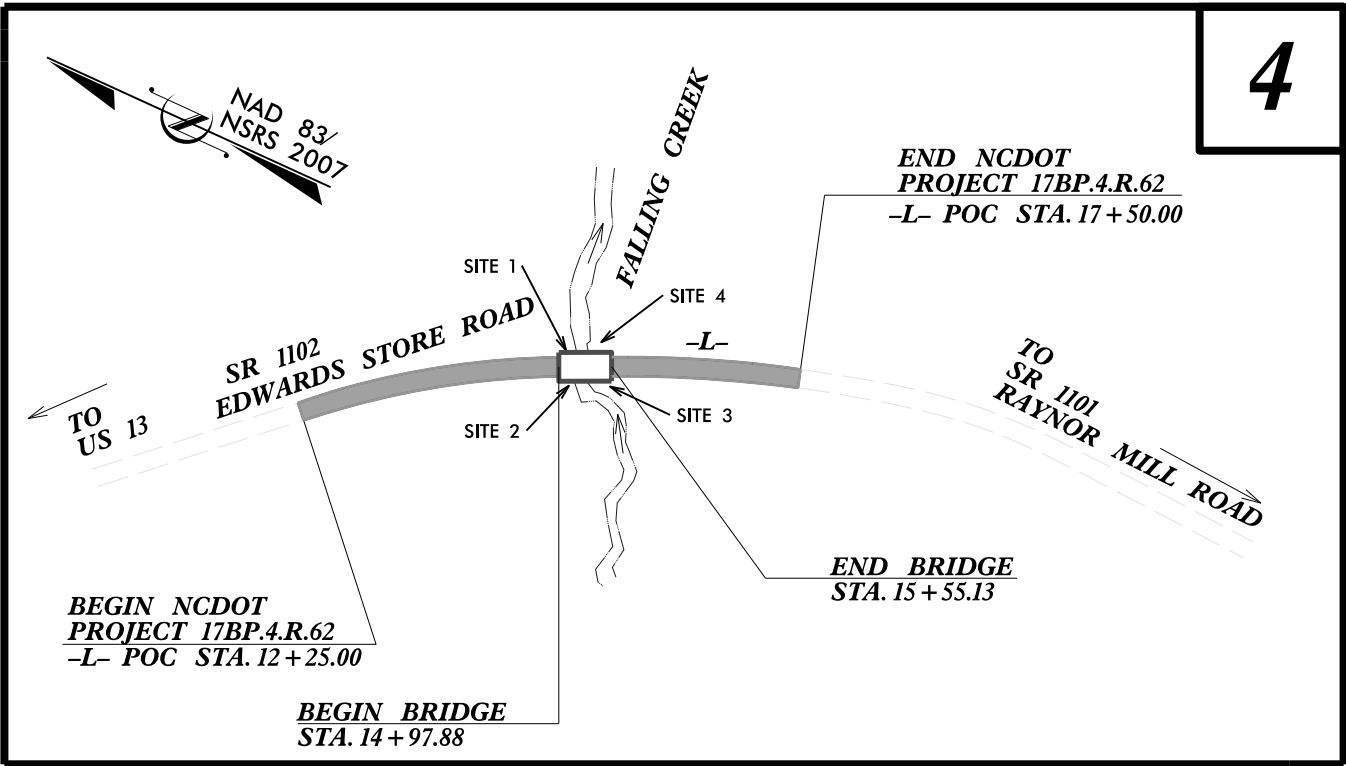 4
NAD 83/
NSRS 2007
FALLING CREEK
END NCDOT
PROJECT 17BP.4.R.62
-L- POC STA. 17+50.00
SITE 1
SITE 4
SR 1102
EDWARDS STORE ROAD
-L-
TO
SR 1101
RAYNOR MILL ROAD
TO
US 13
SITE 2
SITE 3
END BRIDGE
STA. 15+55.13
BEGIN NCDOT
PROJECT 17BP.4.R.62
-L- POC STA. 12+25.00
BEGIN BRIDGE
STA. 14+97.88